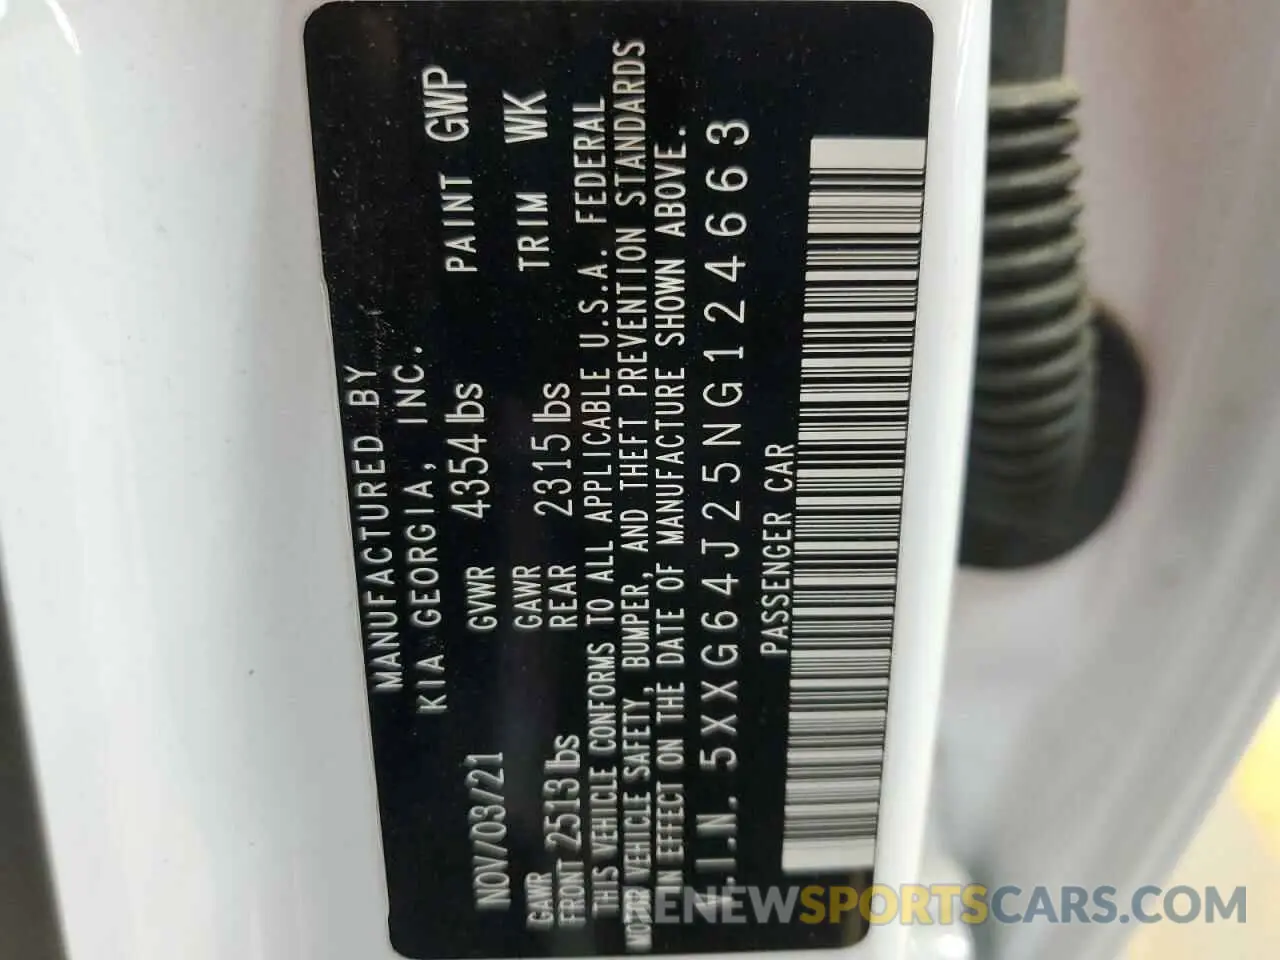 MANUFACTURED BY
KIA GEORGIA, INC.
NOV/03/21 GVWR 4354 lbs PAINT GWP
GAWR FRONT 2513 lbs GAWR REAR 2315 lbs TRIM WK
THIS VEHICLE CONFORMS TO ALL APPLICABLE U.S.A. FEDERAL
MOTOR VEHICLE SAFETY, BUMPER, AND THEFT PREVENTION STANDARDS
IN EFFECT ON THE DATE OF MANUFACTURE SHOWN ABOVE.
V.I.N. 5XXG64J25NG124663
PASSENGER CAR
RENEWSPORTSCARS.COM